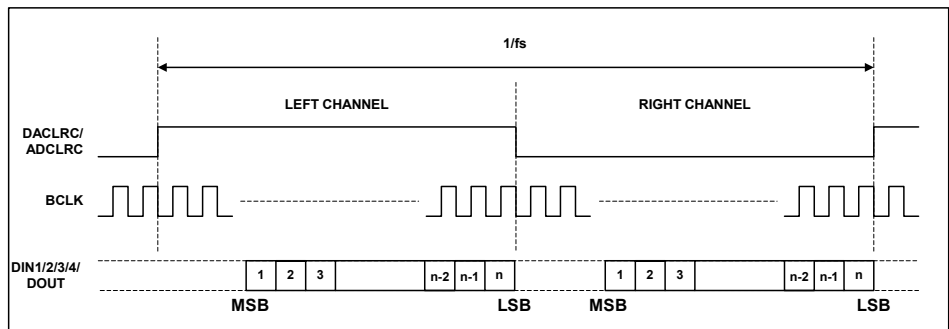 1/fs
LEFT CHANNEL RIGHT CHANNEL
DACLRC/
ADCLRC
BCLK
DIN1/2/3/4/
DOUT
1 2 3 n-2 n-1 n 1 2 3 n-2 n-1 n
MSB LSB MSB LSB